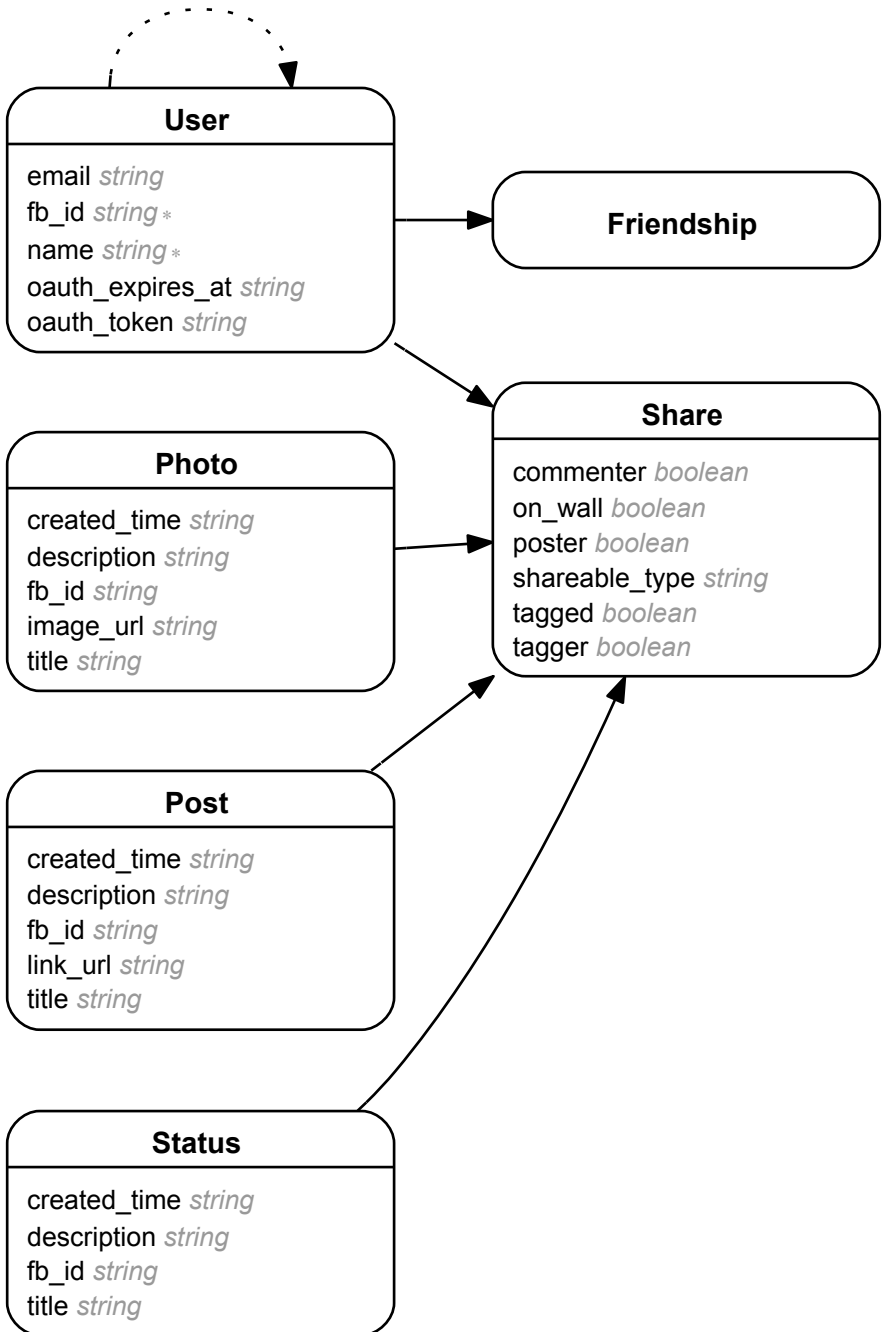 User
email string
fb_id string*
name string*
oauth_expires_at string
oauth_token string
Friendship
Share
commenter boolean
on_wall boolean
poster boolean
shareable_type string
tagged boolean
tagger boolean
Photo
created_time string
description string
fb_id string
image_url string
title string
Post
created_time string
description string
fb_id string
link_url string
title string
Status
created_time string
description string
fb_id string
title string